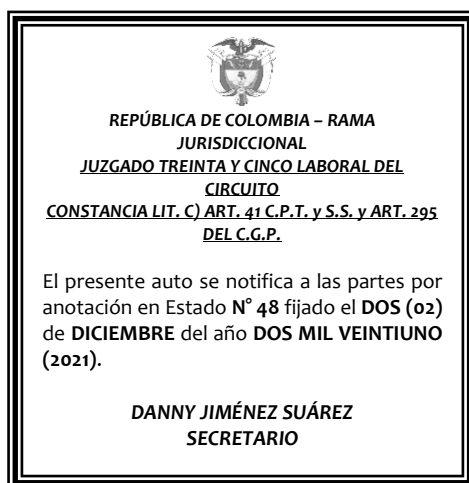 REPÚBLICA DE COLOMBIA – RAMA
JURISDICCIONAL
JUZGADO TREINTA Y CINCO LABORAL DEL
CIRCUITO
CONSTANCIA LIT. C) ART. 41 C.P.T. y S.S. y ART. 295
DEL C.G.P.
El presente auto se notifica a las partes por
anotación en Estado N° 48 fijado el DOS (02)
de DICIEMBRE del año DOS MIL VEINTIUNO
(2021).
DANNY JIMÉNEZ SUÁREZ
SECRETARIO